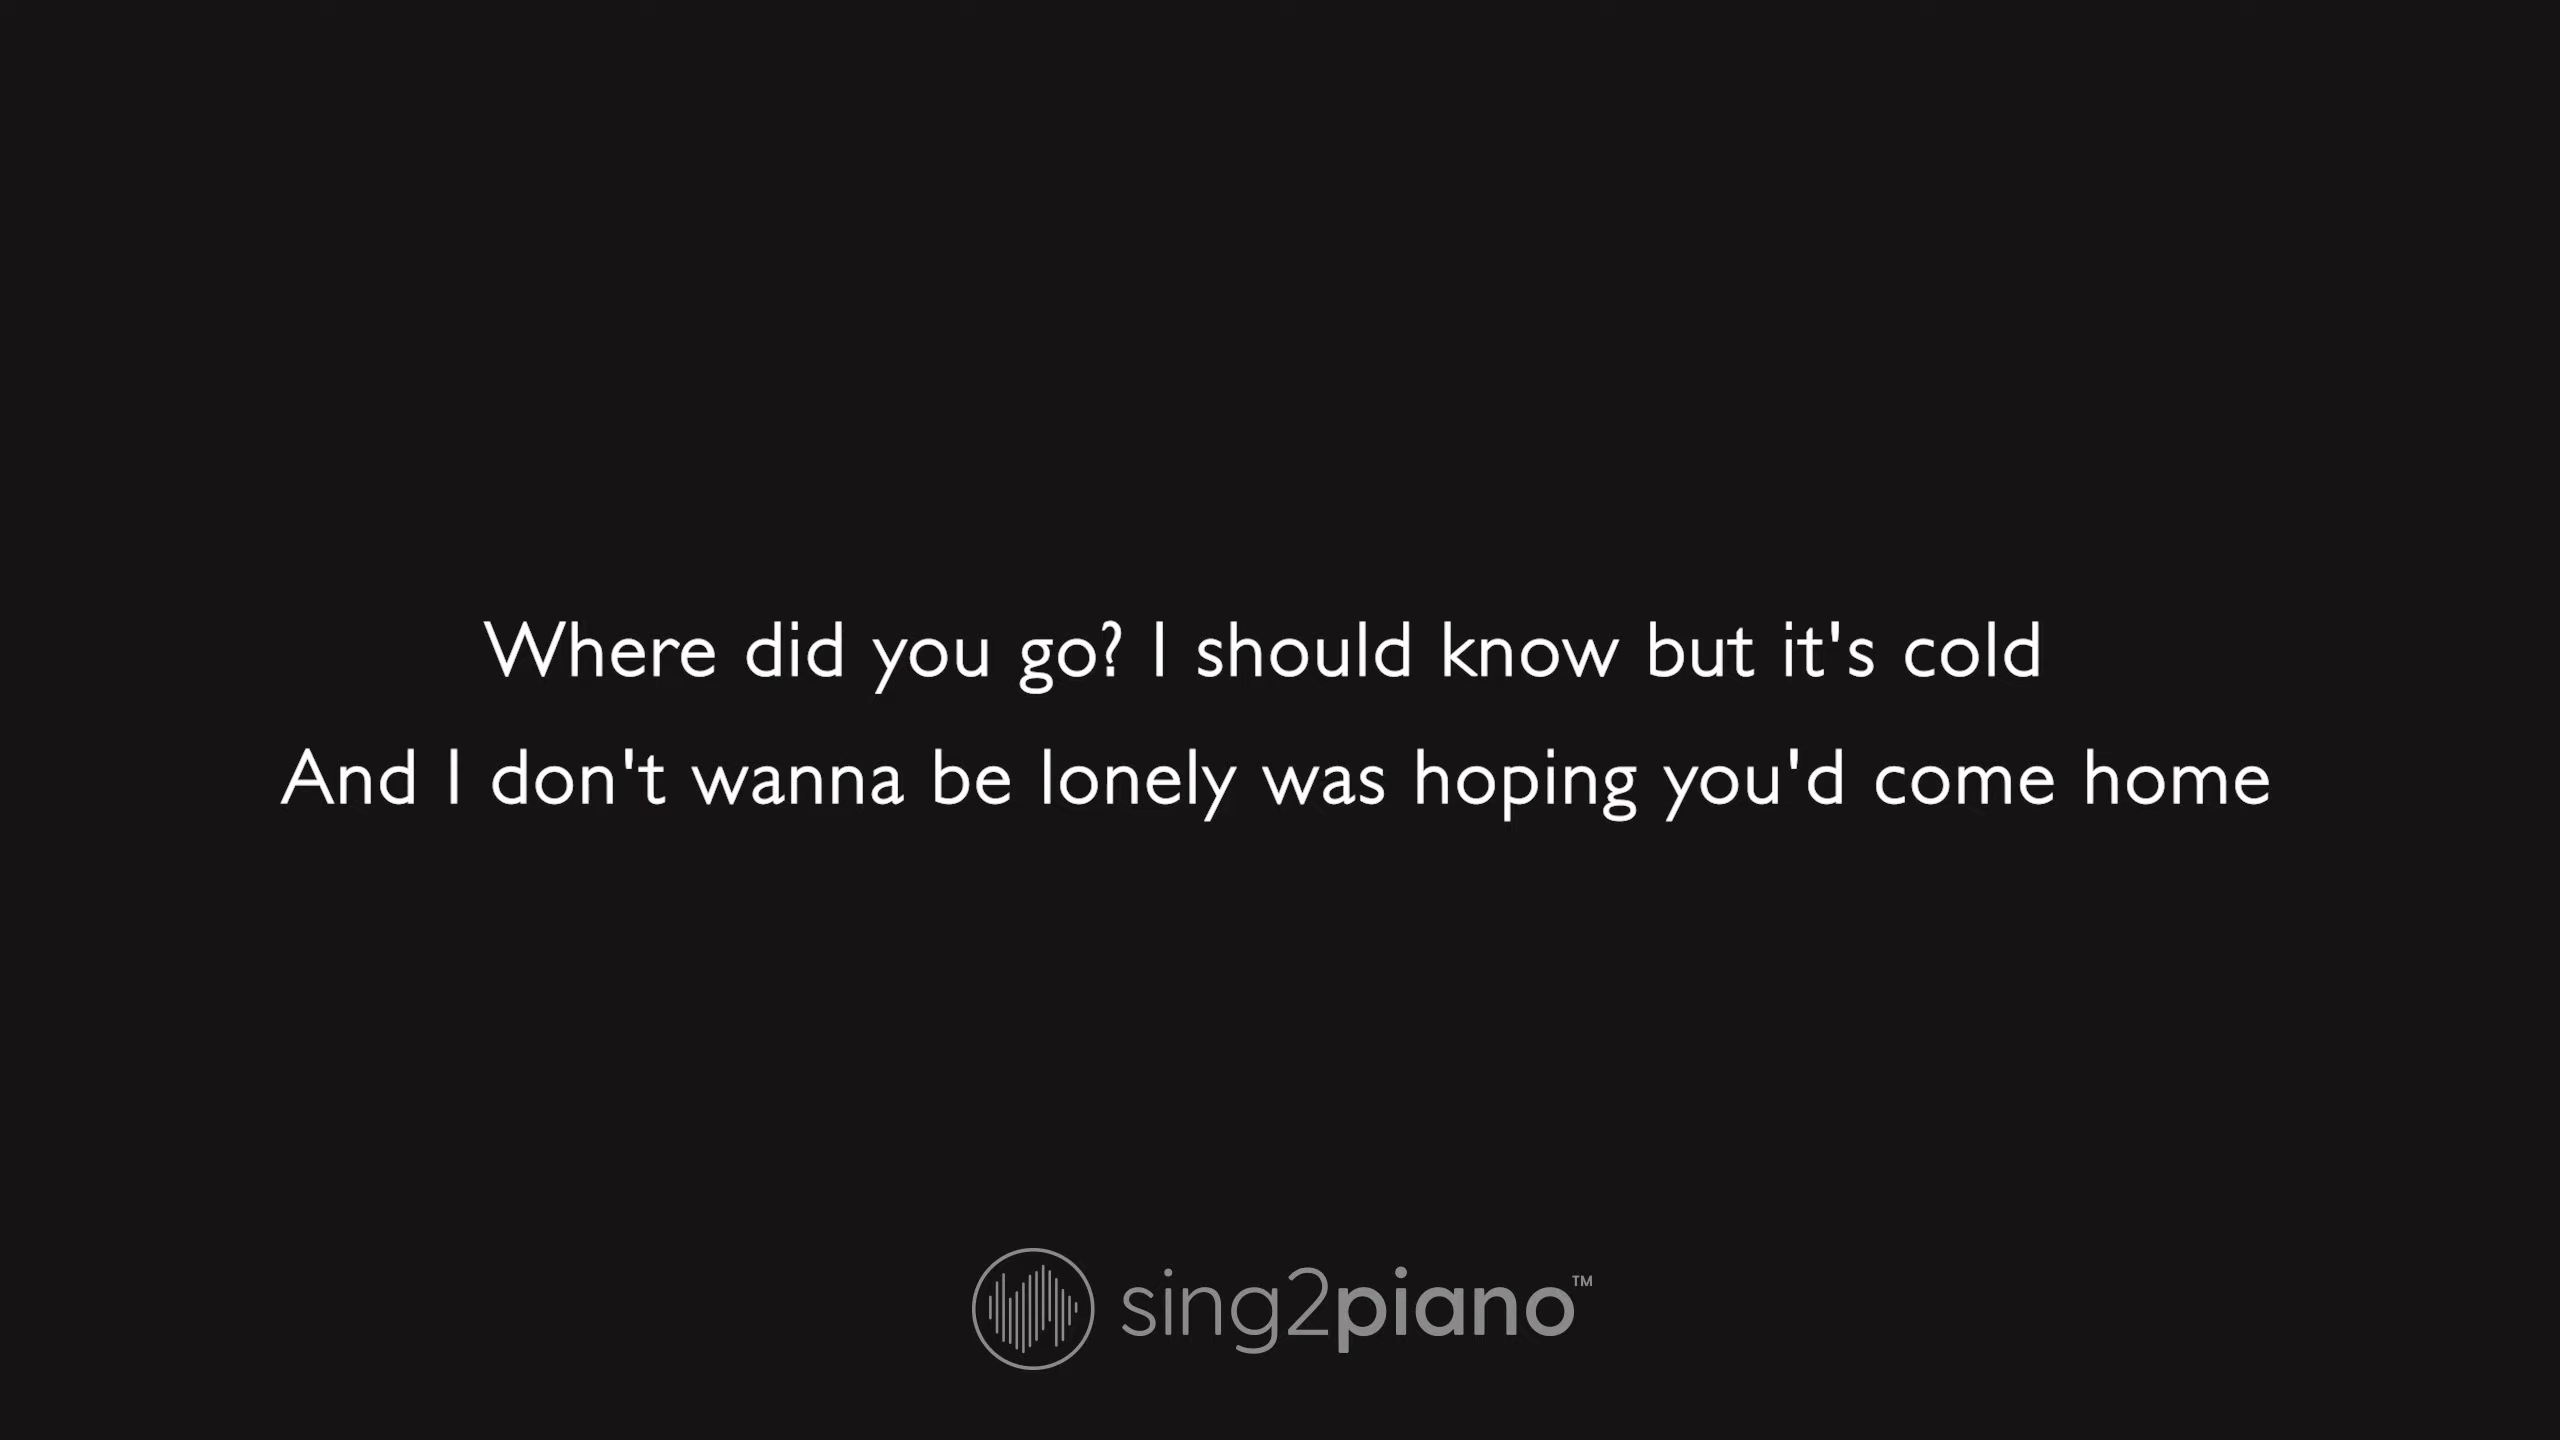 Where did you go? I should know but it's cold
And I don't wanna be lonely was hoping you'd come home
sing2piano™